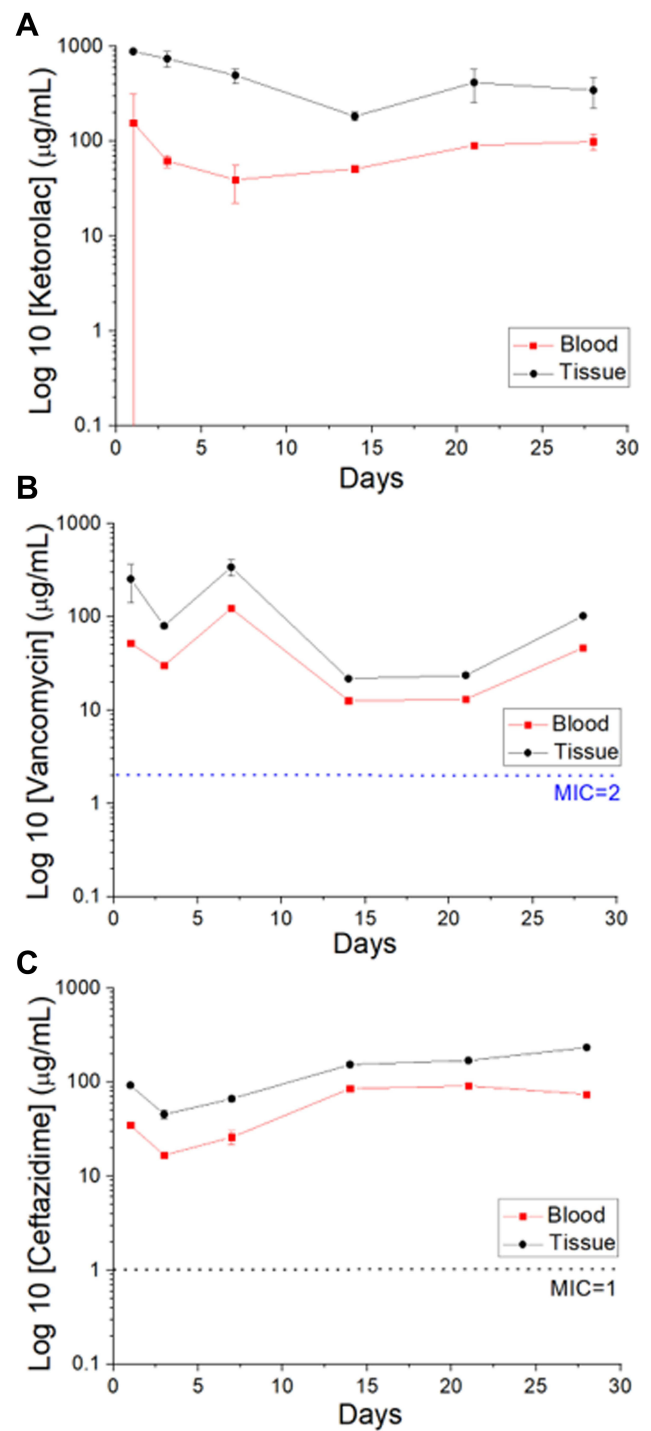 A
Log 10 [Ketorolac] (μg/mL)
1000
100
10
1
0.1
Blood
Tissue
0 5 10 15 20 25 30
Days
B
Log 10 [Vancomycin] (μg/mL)
1000
100
10
1
0.1
Blood
Tissue
MIC=2
0 5 10 15 20 25 30
Days
C
Log 10 [Ceftazidime] (μg/mL)
1000
100
10
1
0.1
Blood
Tissue
MIC=1
0 5 10 15 20 25 30
Days